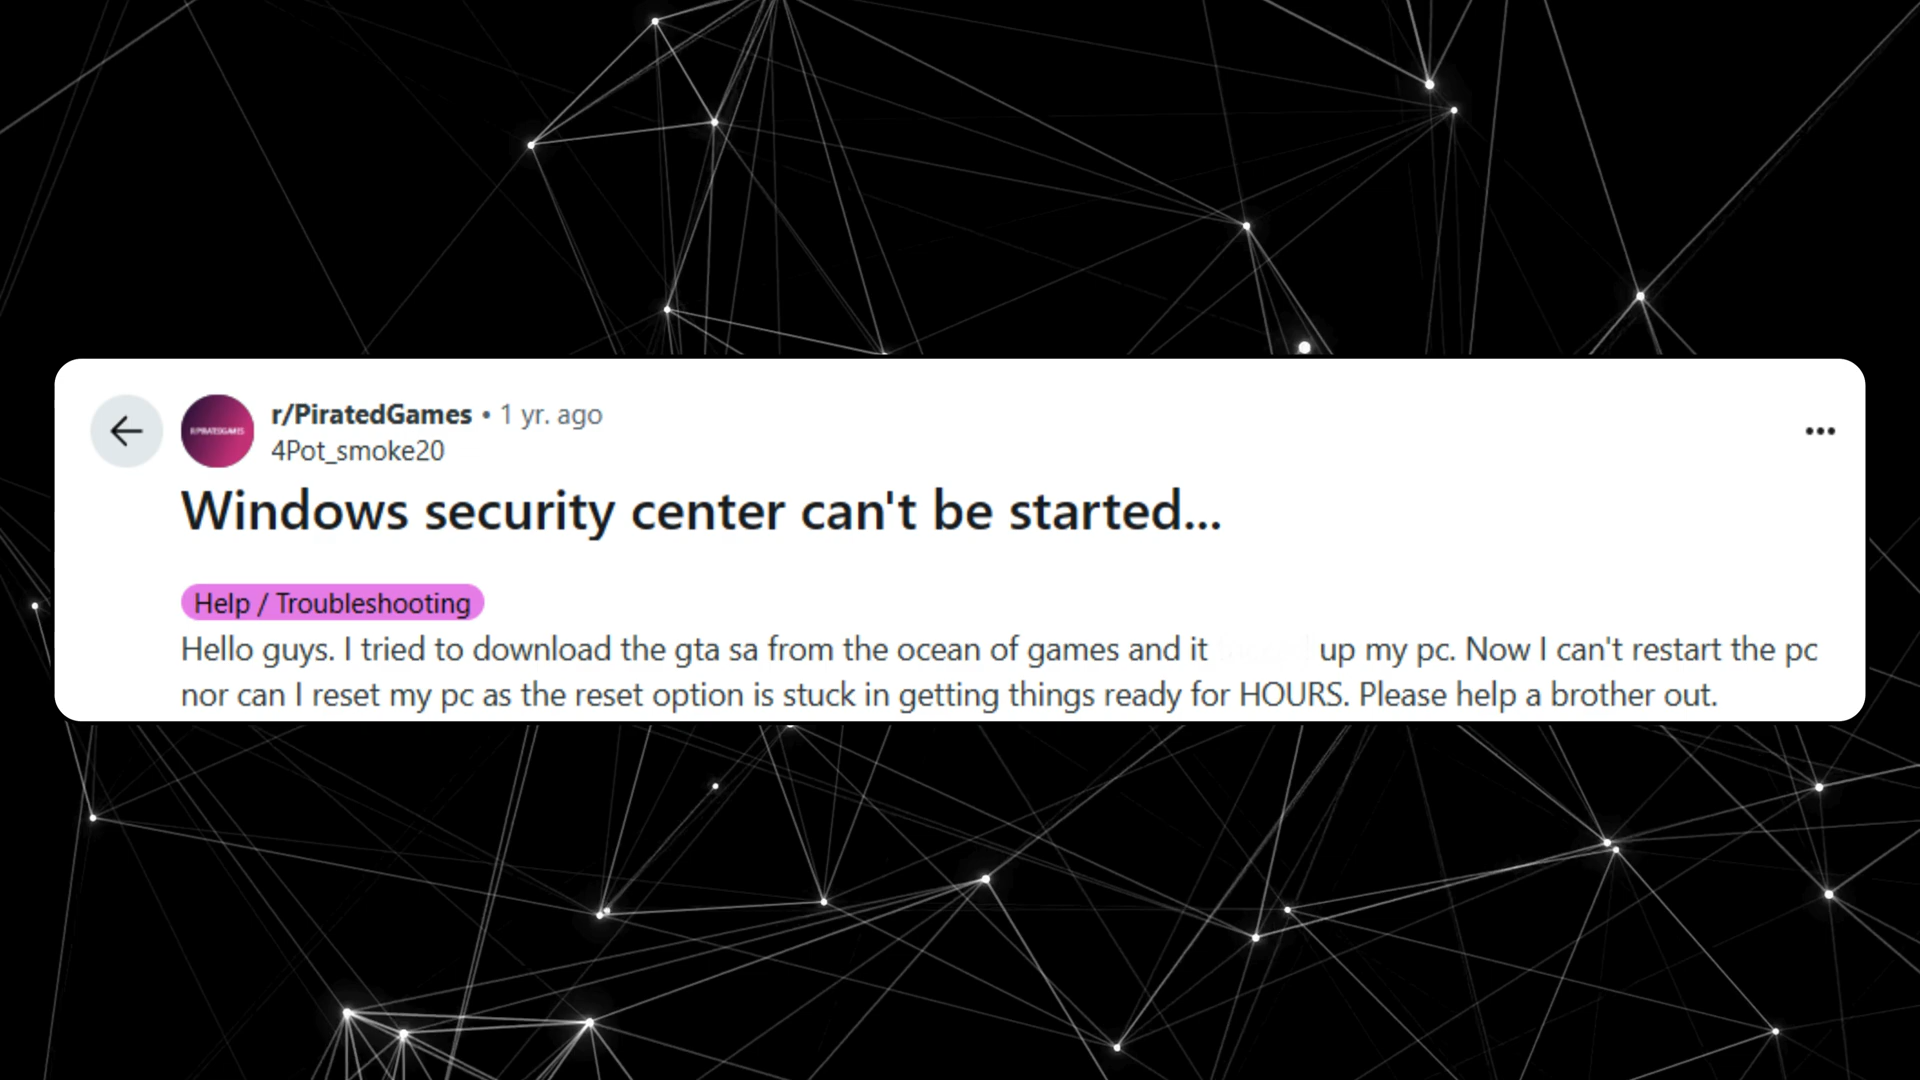 r/PiratedGames • 1 yr. ago
4Pot_smoke20
Windows security center can't be started...
Help / Troubleshooting
Hello guys. I tried to download the gta sa from the ocean of games and it up my pc. Now I can't restart the pc
nor can I reset my pc as the reset option is stuck in getting things ready for HOURS. Please help a brother out.